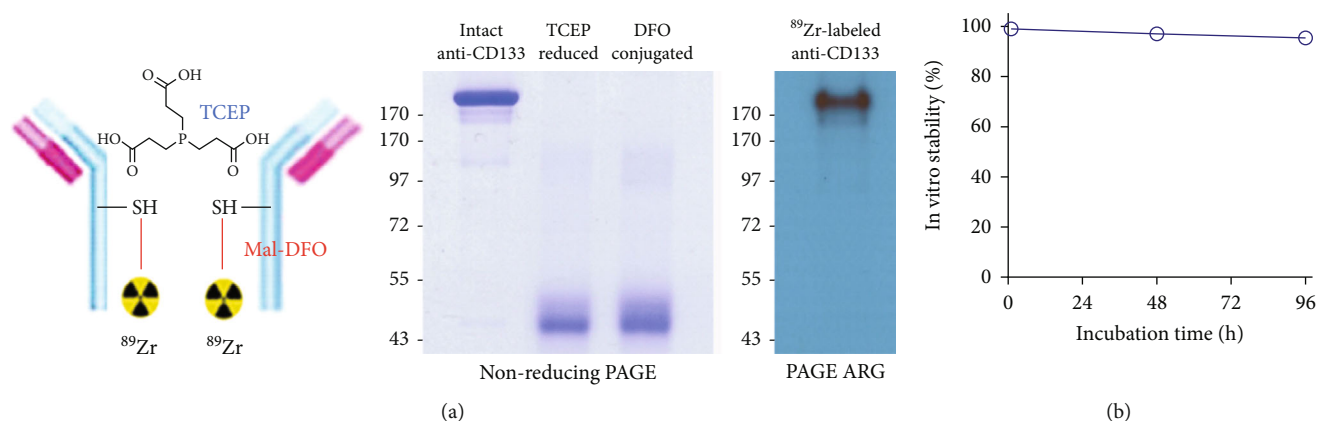 O
OH
TCEP
HO
P
OH
O
O
SH
SH
Mal-DFO
⁸⁹Zr
⁸⁹Zr
Intact
anti-CD133
TCEP
reduced
DFO
conjugated
170
170
97
72
55
43
Non-reducing PAGE
⁸⁹Zr-labeled
anti-CD133
170
170
97
72
55
43
PAGE ARG
(a)
In vitro stability (%)
100
80
60
40
20
0
0
24
48
72
96
Incubation time (h)
(b)